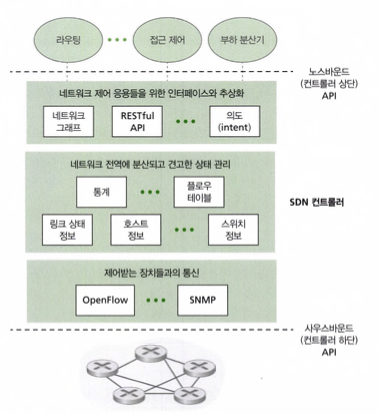 라우팅
접근 제어
부하 분산기
노스바운드
(컨트롤러 상단)
API
네트워크 제어 응용들을 위한 인터페이스와 추상화
네트워크
그래프
RESTful
API
의도
(intent)
네트워크 전역에 분산되고 견고한 상태 관리
통계
플로우
테이블
SDN 컨트롤러
링크 상태
정보
호스트
정보
스위치
정보
제어받는 장치들과의 통신
OpenFlow
SNMP
사우스바운드
(컨트롤러 하단)
API